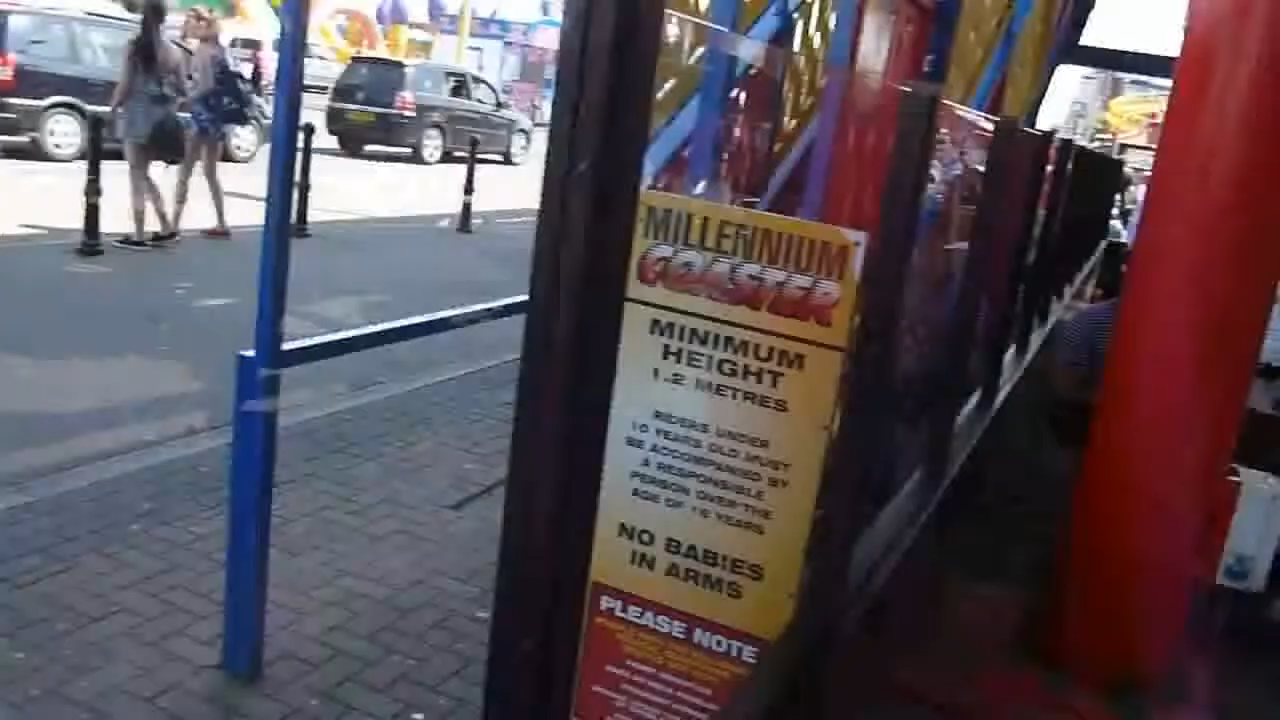 MILLENNIUM
COASTER
MINIMUM
HEIGHT
1.2 METRES
RIDERS UNDER
10 YEARS OLD MUST
BE ACCOMPANIED BY
A RESPONSIBLE
PERSON OVER THE
AGE OF 16 YEARS
NO BABIES
IN ARMS
PLEASE NOTE